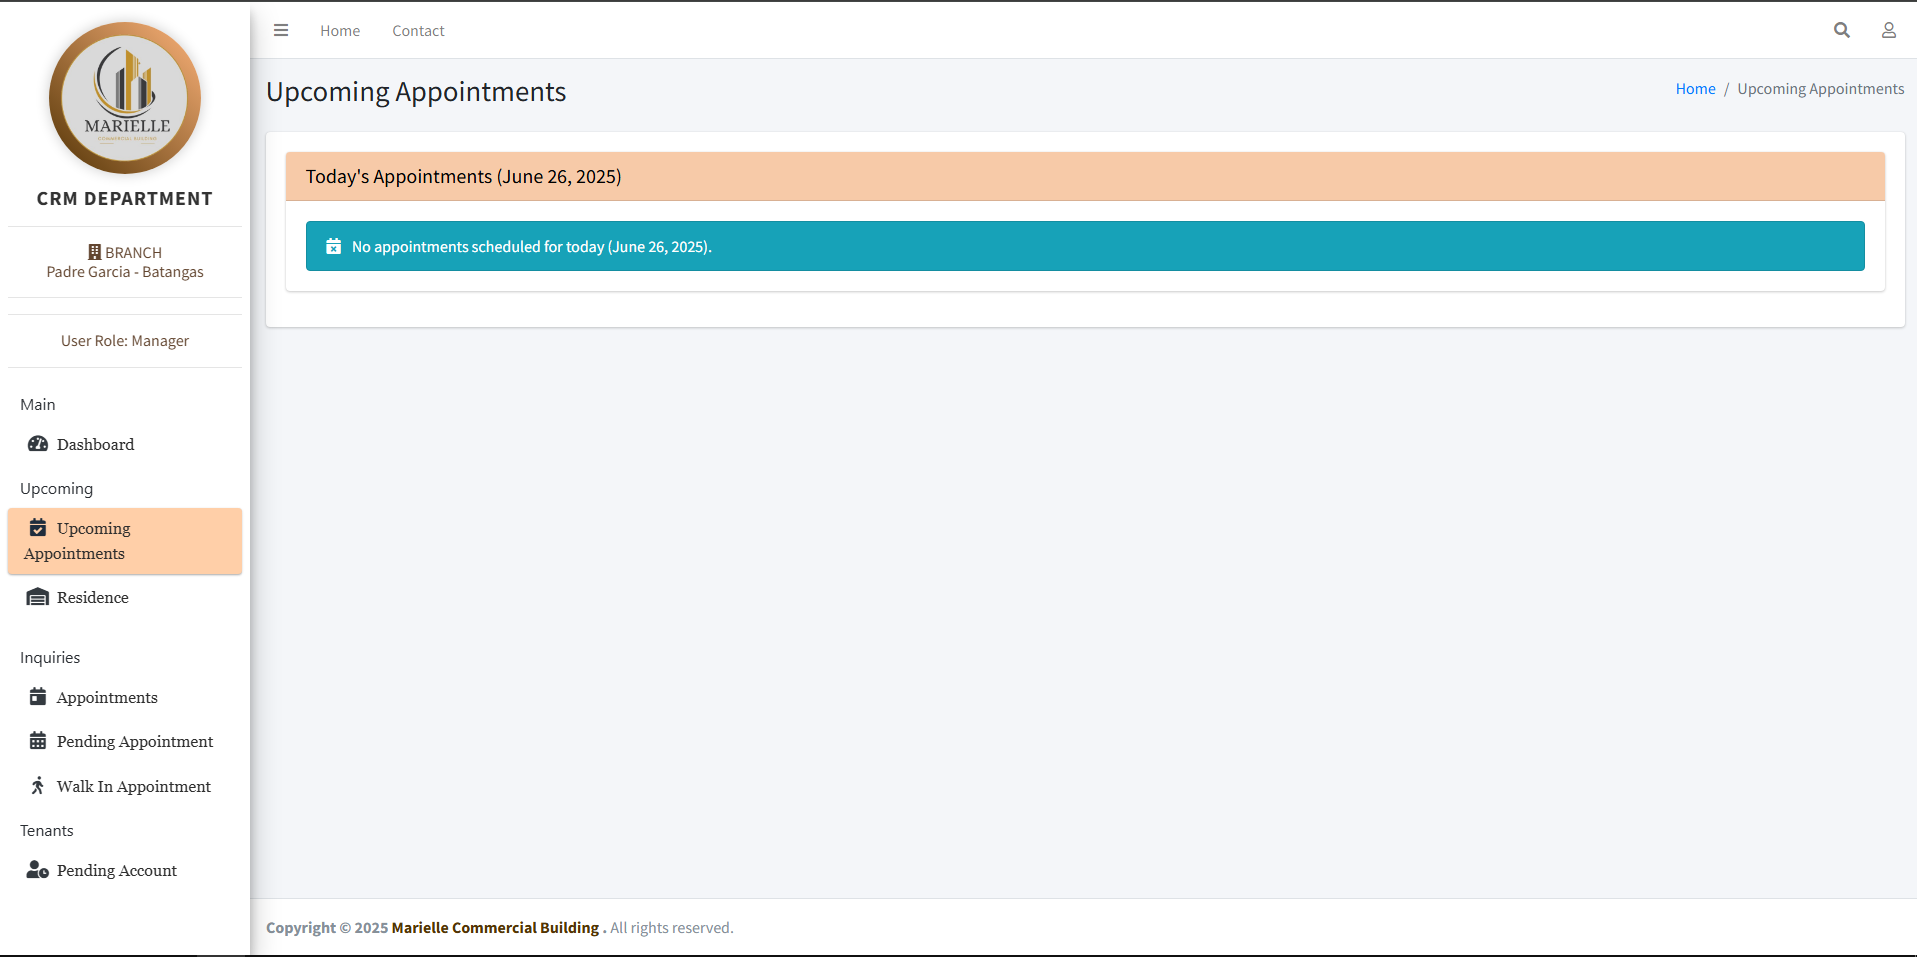 MARIELLE
COMMERCIAL BUILDING
CRM DEPARTMENT
BRANCH
Padre Garcia - Batangas
User Role: Manager
Main
Dashboard
Upcoming
Upcoming
Appointments
Residence
Inquiries
Appointments
Pending Appointment
Walk In Appointment
Tenants
Pending Account
Home
Contact
Upcoming Appointments
Home / Upcoming Appointments
Today's Appointments (June 26, 2025)
No appointments scheduled for today (June 26, 2025).
Copyright © 2025 Marielle Commercial Building . All rights reserved.